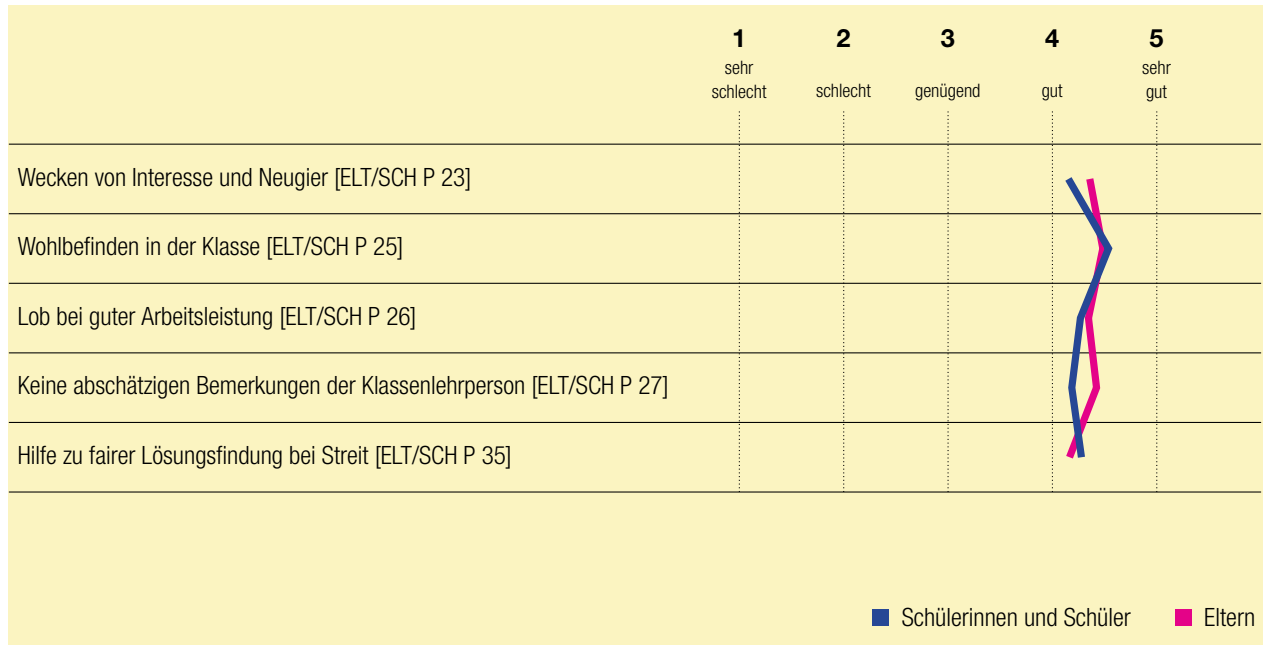 1 2 3 4 5
sehr schlecht schlecht genügend gut sehr gut
Wecken von Interesse und Neugier [ELT/SCH P 23]
Wohlbefinden in der Klasse [ELT/SCH P 25]
Lob bei guter Arbeitsleistung [ELT/SCH P 26]
Keine abschätzigen Bemerkungen der Klassenlehrperson [ELT/SCH P 27]
Hilfe zu fairer Lösungsfindung bei Streit [ELT/SCH P 35]
Schülerinnen und Schüler Eltern